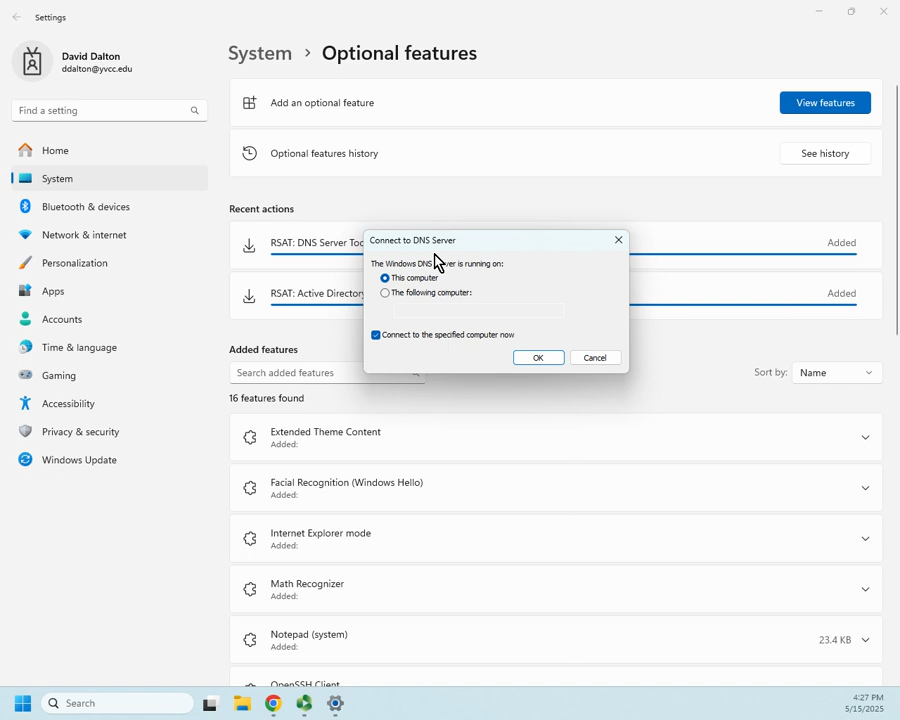 Settings
David Dalton
ddalton@yvcc.edu
Find a setting
Home
System
Bluetooth & devices
Network & internet
Personalization
Apps
Accounts
Time & language
Gaming
Accessibility
Privacy & security
Windows Update
System > Optional features
Add an optional feature
View features
Optional features history
See history
Recent actions
RSAT: DNS Server
Added
RSAT: Active Directory
Added
Connect to DNS Server
The Windows DNS is running on:
This computer
The following computer:
Connect to the specified computer now
OK
Cancel
Added features
Search added features
Sort by:
Name
16 features found
Extended Theme Content
Added:
Facial Recognition (Windows Hello)
Added:
Internet Explorer mode
Added:
Math Recognizer
Added:
Notepad (system)
Added:
23.4 KB
OpenSSH Client
Search
4:27 PM
5/15/2025